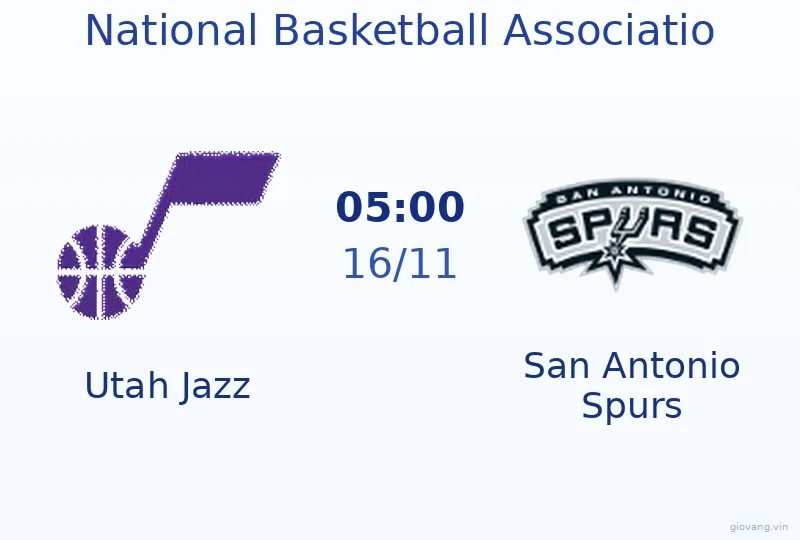 National Basketball Associatio
SAN ANTONIO
SPURS
05:00
16/11
Utah Jazz
San Antonio
Spurs
giovang.vin